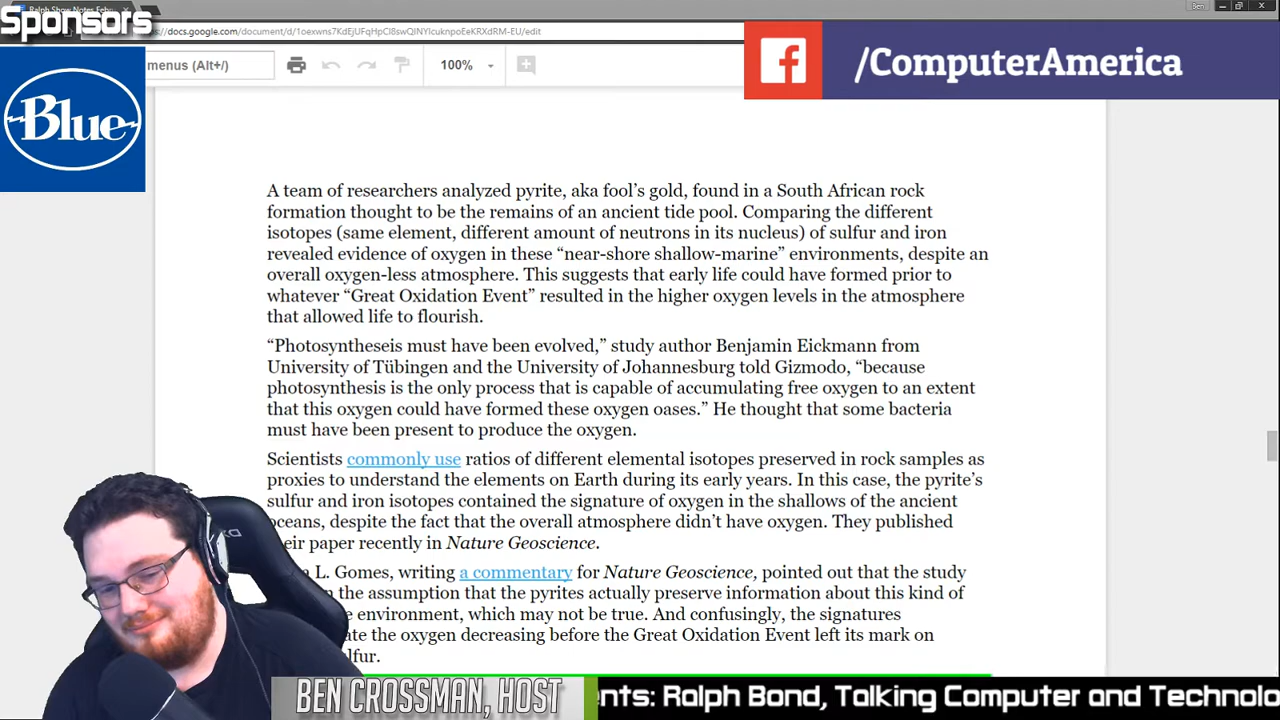 Ralph Show Notes
Ben
Sponsors
docs.google.com/document/d/1oexwns7KdEjUFqHpCl8swQINYIcuknpoEeKRXdRM-EU/edit
/ComputerAmerica
menus (Alt+/)
100%
Blue
A team of researchers analyzed pyrite, aka fool’s gold, found in a South African rock
formation thought to be the remains of an ancient tide pool. Comparing the different
isotopes (same element, different amount of neutrons in its nucleus) of sulfur and iron
revealed evidence of oxygen in these “near-shore shallow-marine” environments, despite an
overall oxygen-less atmosphere. This suggests that early life could have formed prior to
whatever “Great Oxidation Event” resulted in the higher oxygen levels in the atmosphere
that allowed life to flourish.
“Photosyntheseis must have been evolved,” study author Benjamin Eickmann from
University of Tübingen and the University of Johannesburg told Gizmodo, “because
photosynthesis is the only process that is capable of accumulating free oxygen to an extent
that this oxygen could have formed these oxygen oases.” He thought that some bacteria
must have been present to produce the oxygen.
Scientists commonly use ratios of different elemental isotopes preserved in rock samples as
proxies to understand the elements on Earth during its early years. In this case, the pyrite’s
sulfur and iron isotopes contained the signature of oxygen in the shallows of the ancient
oceans, despite the fact that the overall atmosphere didn’t have oxygen. They published
eir paper recently in Nature Geoscience.
L. Gomes, writing a commentary for Nature Geoscience, pointed out that the study
the assumption that the pyrites actually preserve information about this kind of
environment, which may not be true. And confusingly, the signatures
ate the oxygen decreasing before the Great Oxidation Event left its mark on
lfur.
BEN CROSSMAN, HOST
ents: Ralph Bond, Talking Computer and Technolo